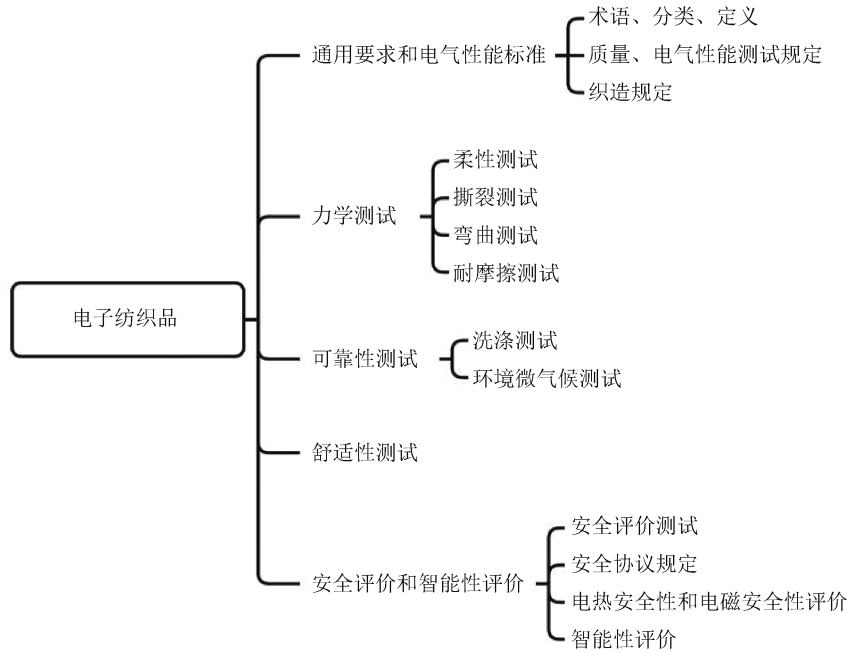 术语、分类、定义
通用要求和电气性能标准
质量、电气性能测试规定
织造规定
柔性测试
撕裂测试
力学测试
弯曲测试
耐摩擦测试
电子纺织品
洗涤测试
可靠性测试
环境微气候测试
舒适性测试
安全评价测试
安全协议规定
安全评价和智能性评价
电热安全性和电磁安全性评价
智能性评价